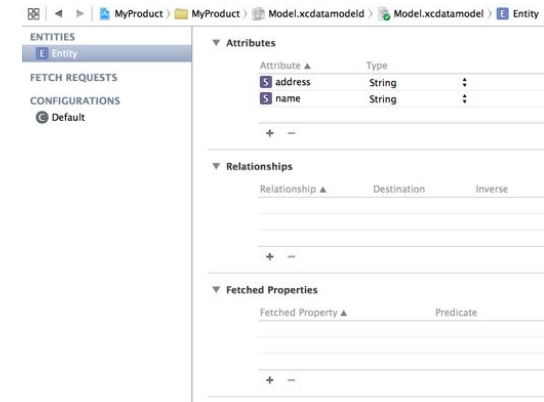 MyProduct MyProduct Model.xcdatamodeld Model.xcdatamodel E Entity
ENTITIES
E Entity
FETCH REQUESTS
CONFIGURATIONS
C Default
Attributes
Attribute Type
S address String
S name String
+ −
Relationships
Relationship Destination Inverse
+ −
Fetched Properties
Fetched Property Predicate
+ −